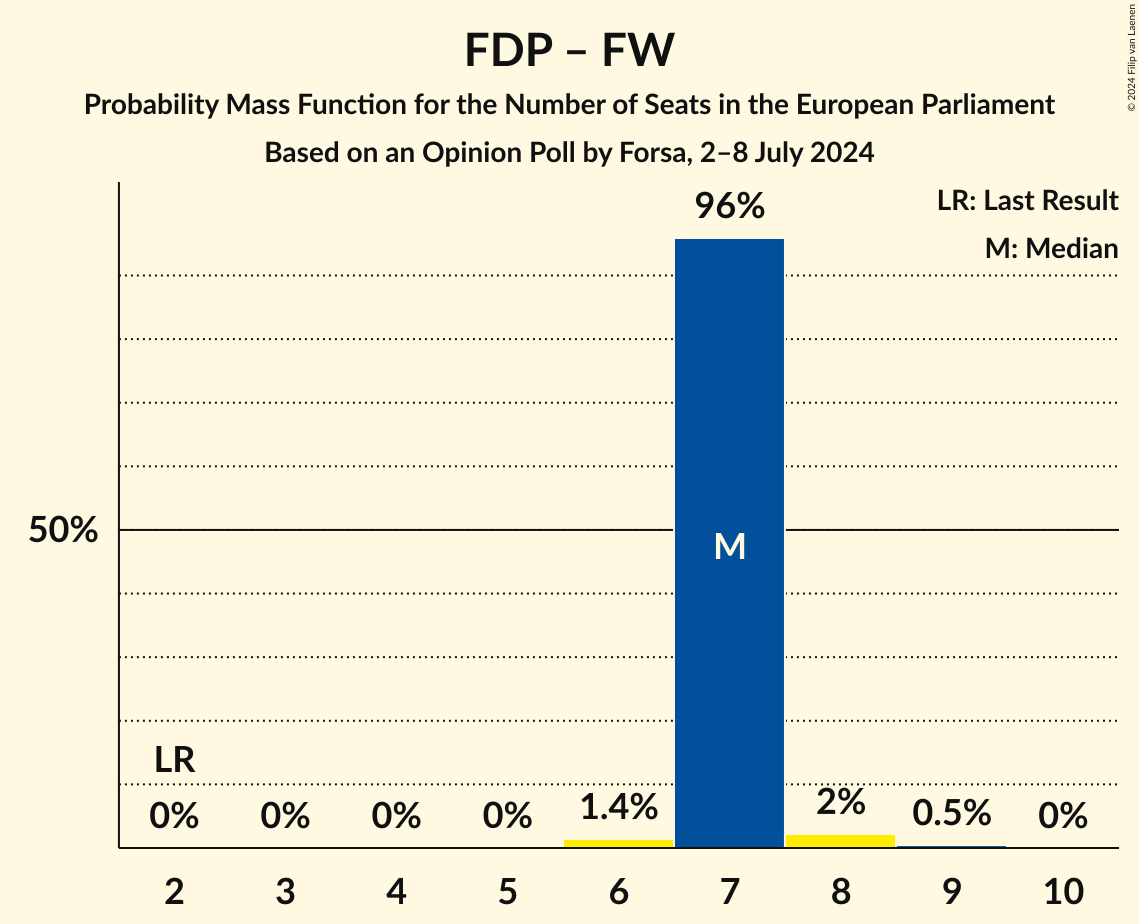 FDP – FW
Probability Mass Function for the Number of Seats in the European Parliament
Based on an Opinion Poll by Forsa, 2–8 July 2024
© 2024 Filip van Laenen
LR: Last Result
M: Median
96%
50%
M
LR
0% 0% 0% 0% 1.4% 2% 0.5% 0%
2 3 4 5 6 7 8 9 10